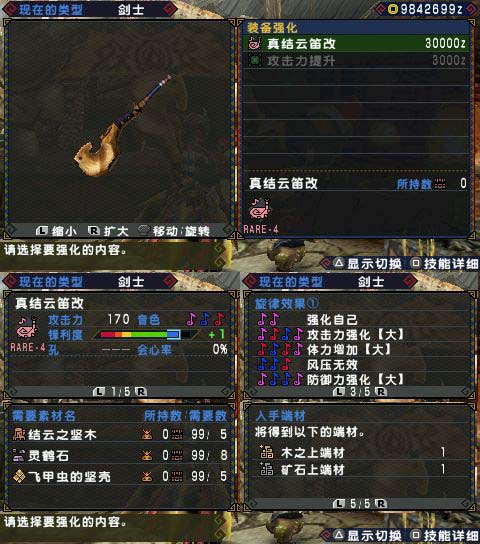 现在的类型 剑士
9842699z
装备强化
真结云笛改 30000z
攻击力提升 3000z
真结云笛改 所持数 0
RARE-4
L 缩小 R 扩大 移动/旋转
请选择要强化的内容。
△显示切换 □技能详细
现在的类型 剑士
真结云笛改
攻击力 170 音色
锋利度 +1
RARE-4
孔 --- 会心率 0%
L 1/5 R
需要素材名 所持数 需要数
结云之坚木 0 99/ 5
灵鹤石 0 99/ 8
飞甲虫的坚壳 0 99/ 5
请选择要强化的内容。
现在的类型 剑士
旋律效果①
强化自己
攻击力强化【大】
体力增加【大】
风压无效
防御力强化【大】
L 3/5 R
入手端材
将得到以下的端材。
木之上端材 1
矿石上端材 1
L 5/5 R
△显示切换 □技能详细